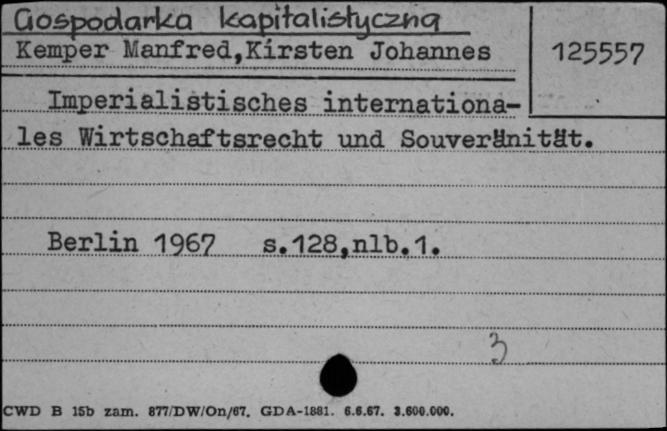 Gospodarka kapitalistyczna
Kemper Manfred,Kirsten Johannes
125557
Imperialistisches internationa-
les Wirtschaftsrecht und Souveränität.
Berlin 1967 s.128,nlb.1.
3
CWD B 15b zam. 877/DW/On/67. GDA-1881. 6.6.67. 3.600.000.